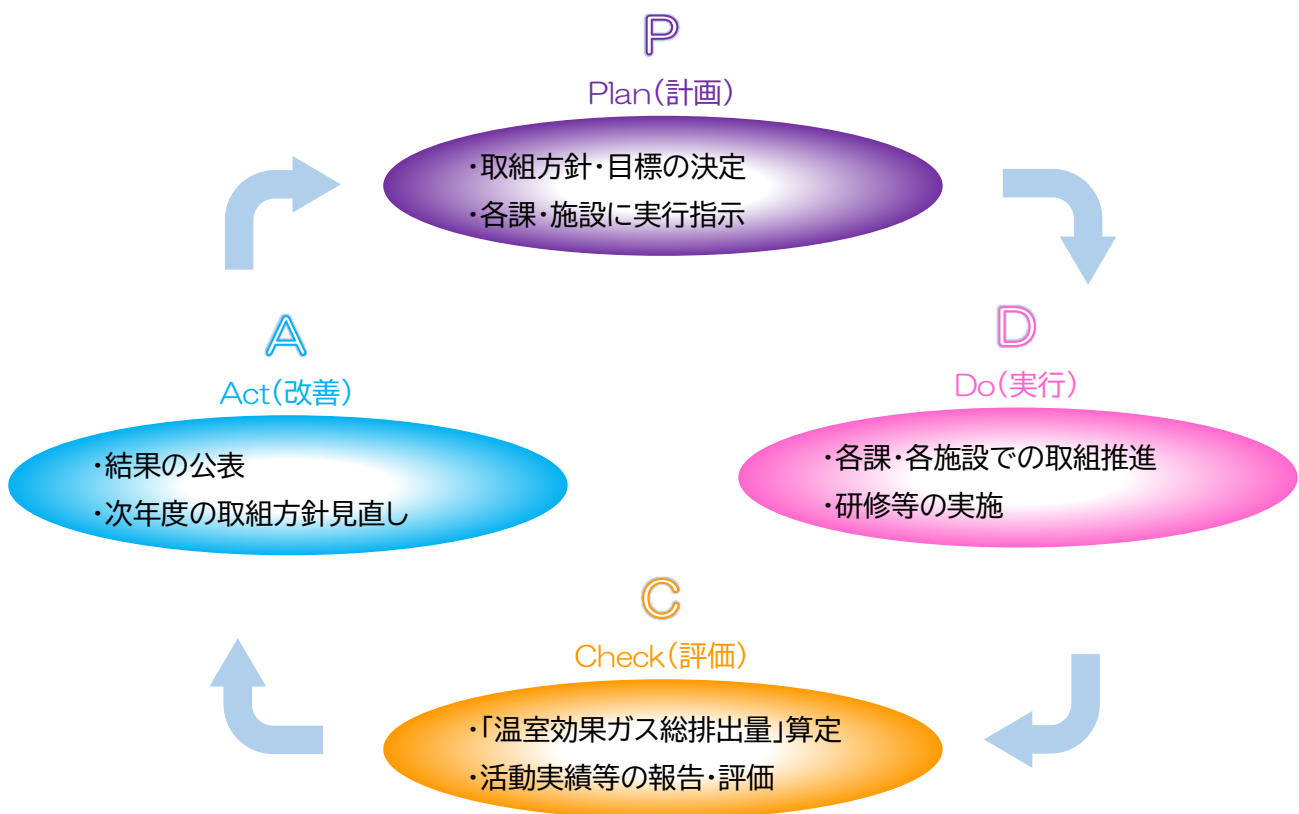 P
Plan(計画)
・取組方針・目標の決定
・各課・施設に実行指示
D
Do(実行)
・各課・各施設での取組推進
・研修等の実施
C
Check(評価)
・「温室効果ガス総排出量」算定
・活動実績等の報告・評価
A
Act(改善)
・結果の公表
・次年度の取組方針見直し